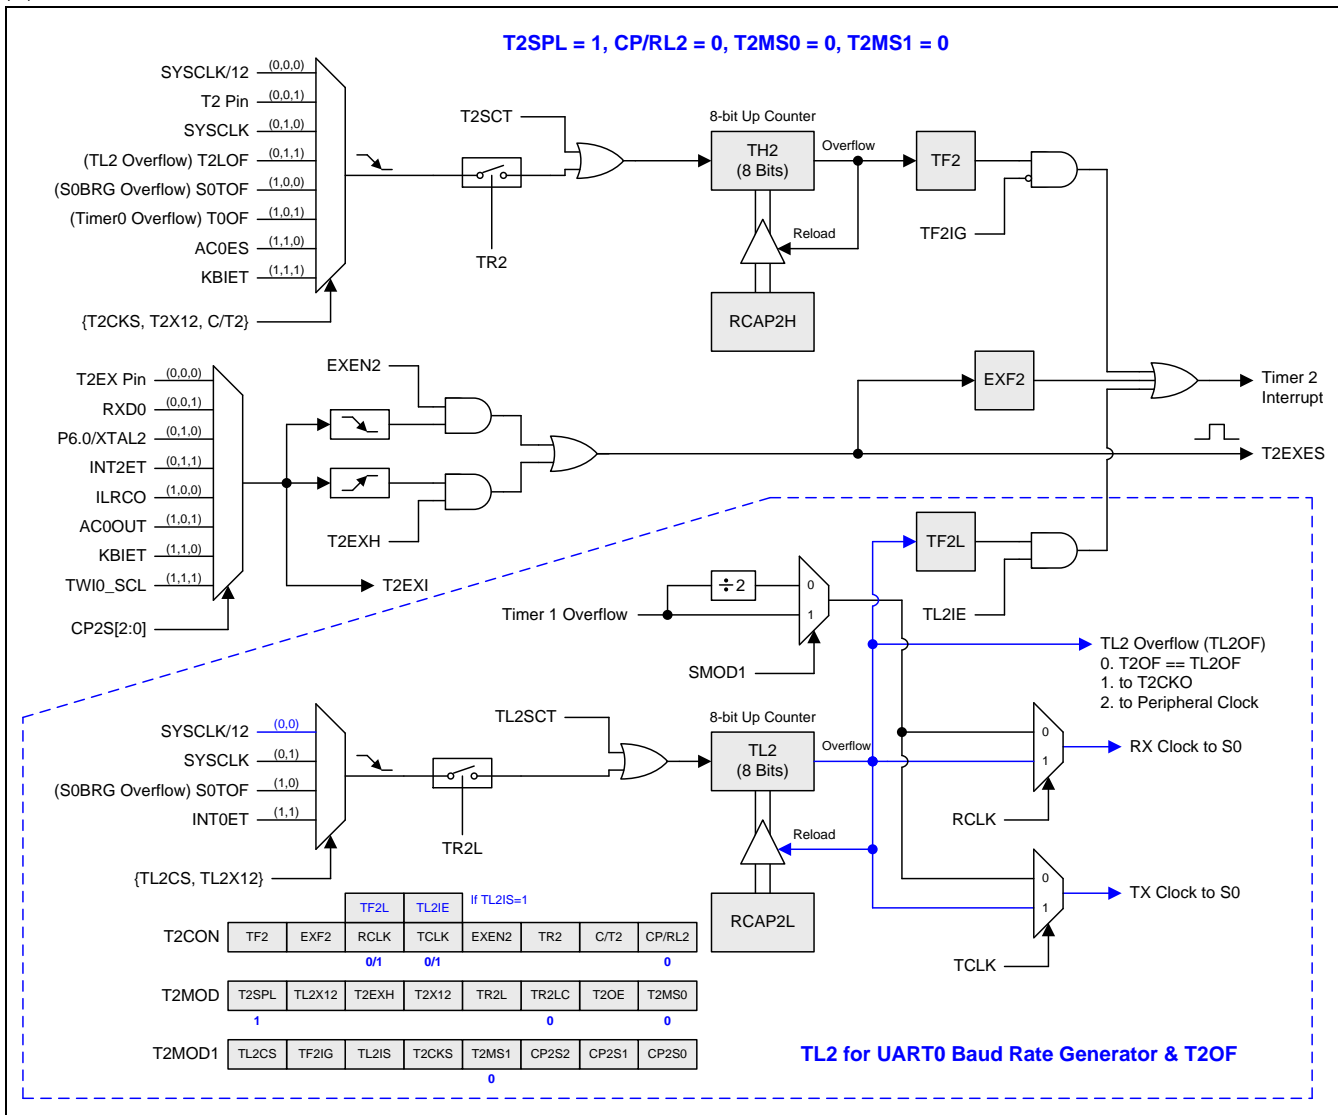 T2SPL = 1, CP/RL2 = 0, T2MS0 = 0, T2MS1 = 0
SYSCLK/12 (0,0,0)
T2 Pin (0,0,1)
SYSCLK (0,1,0)
(TL2 Overflow) T2LOF (0,1,1)
(S0BRG Overflow) S0TOF (1,0,0)
(Timer0 Overflow) T0OF (1,0,1)
AC0ES (1,1,0)
KBIET (1,1,1)
{T2CKS, T2X12, C/T2}
TR2
T2SCT
8-bit Up Counter
TH2
(8 Bits)
Overflow
Reload
RCAP2H
TF2
TF2IG
T2EX Pin (0,0,0)
RXD0 (0,0,1)
P6.0/XTAL2 (0,1,0)
INT2ET (0,1,1)
ILRCO (1,0,0)
AC0OUT (1,0,1)
KBIET (1,1,0)
TWI0_SCL (1,1,1)
CP2S[2:0]
EXEN2
T2EXH
T2EXI
EXF2
Timer 2
Interrupt
T2EXES
TF2L
TL2IE
Timer 1 Overflow
÷ 2
0
1
SMOD1
TL2 Overflow (TL2OF)
0. T2OF == TL2OF
1. to T2CKO
2. to Peripheral Clock
SYSCLK/12 (0,0)
SYSCLK (0,1)
(S0BRG Overflow) S0TOF (1,0)
INT0ET (1,1)
{TL2CS, TL2X12}
TR2L
TL2SCT
8-bit Up Counter
TL2
(8 Bits)
Overflow
Reload
RCAP2L
0
1
RX Clock to S0
RCLK
0
1
TX Clock to S0
TCLK
TF2L TL2IE If TL2IS=1
T2CON TF2 EXF2 RCLK TCLK EXEN2 TR2 C/T2 CP/RL2
0/1 0/1 0
T2MOD T2SPL TL2X12 T2EXH T2X12 TR2L TR2LC T2OE T2MS0
1 0 0
T2MOD1 TL2CS TF2IG TL2IS T2CKS T2MS1 CP2S2 CP2S1 CP2S0
0
TL2 for UART0 Baud Rate Generator & T2OF